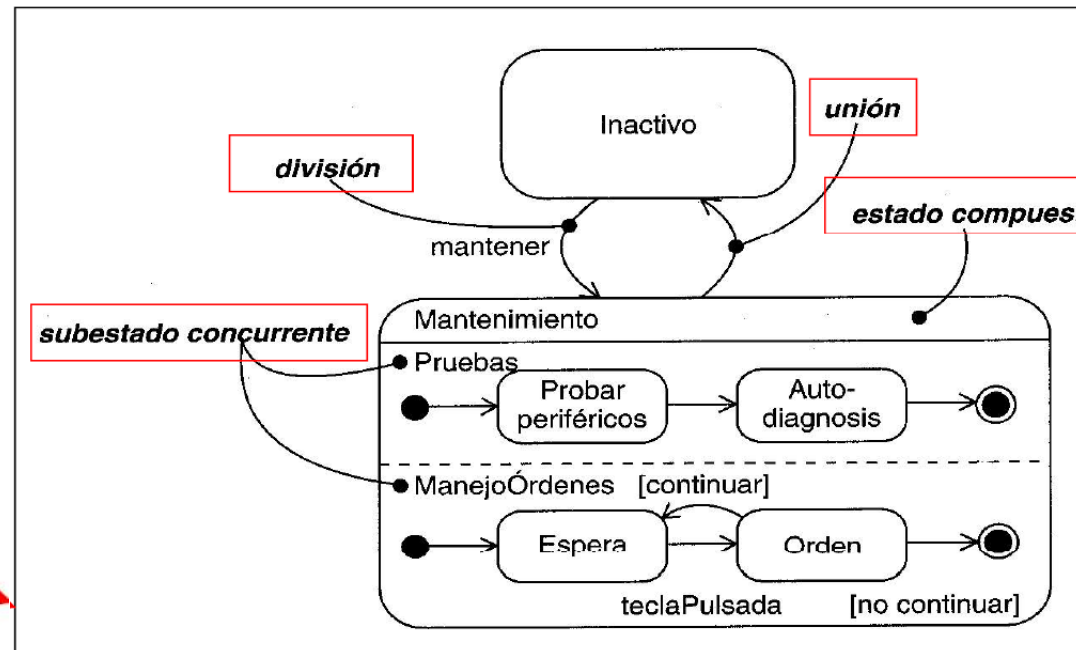 Inactivo
unión
división
estado compues
mantener
subestado concurrente
Mantenimiento
Pruebas
Probar
periféricos
Auto-
diagnosis
ManejoÓrdenes [continuar]
Espera
Orden
teclaPulsada [no continuar]